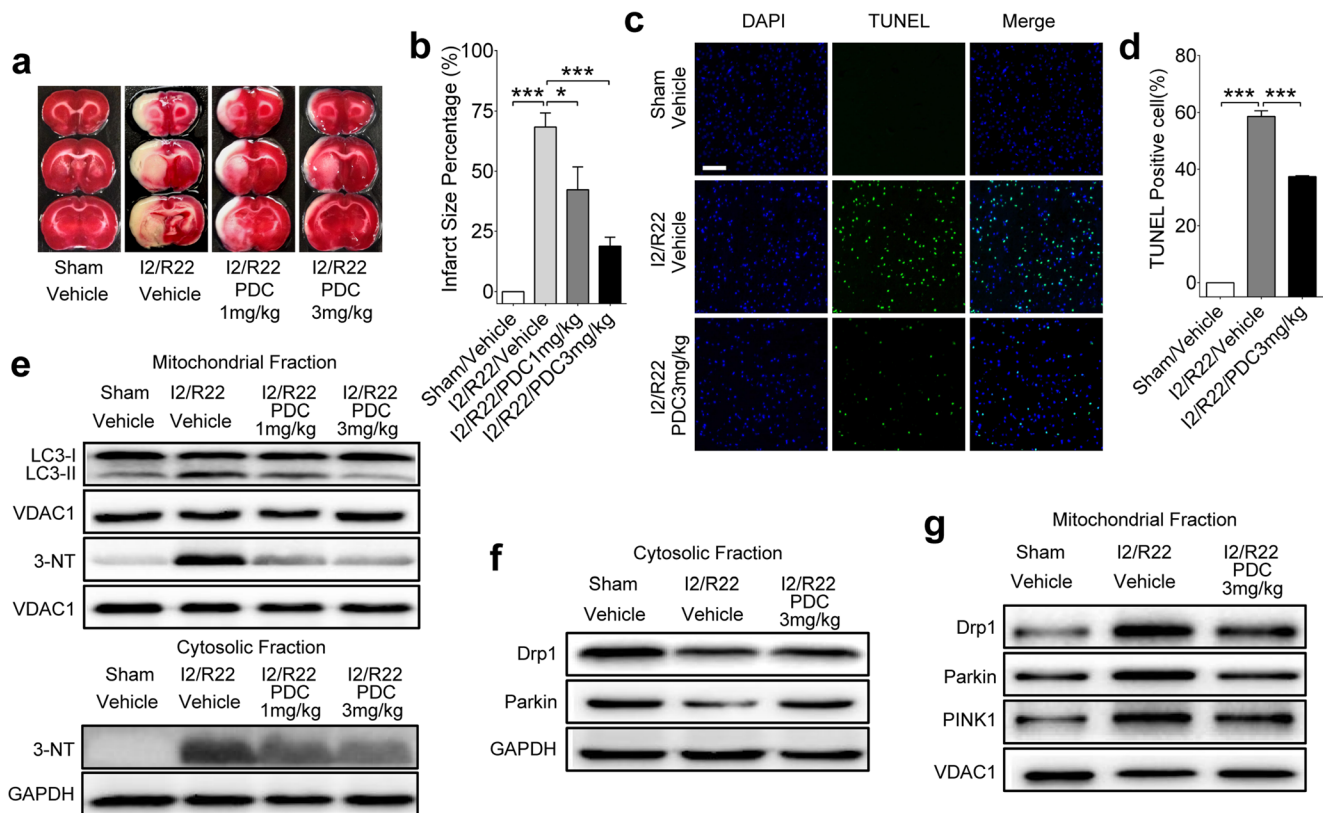 a
Sham
Vehicle
I2/R22
Vehicle
I2/R22
PDC
1mg/kg
I2/R22
PDC
3mg/kg
b
Infarct Size Percentage (%)
100
75
50
25
0
***
***
*
Sham/Vehicle
I2/R22/Vehicle
I2/R22/PDC1mg/kg
I2/R22/PDC3mg/kg
c
DAPI
TUNEL
Merge
Sham
Vehicle
I2/R22
Vehicle
I2/R22
PDC3mg/kg
d
TUNEL Positive cell(%)
80
60
40
20
0
***
***
Sham/Vehicle
I2/R22/Vehicle
I2/R22/PDC3mg/kg
e
Mitochondrial Fraction
Sham
Vehicle
I2/R22
Vehicle
I2/R22
PDC
1mg/kg
I2/R22
PDC
3mg/kg
LC3-I
LC3-II
VDAC1
3-NT
VDAC1
Cytosolic Fraction
Sham
Vehicle
I2/R22
Vehicle
I2/R22
PDC
1mg/kg
I2/R22
PDC
3mg/kg
3-NT
GAPDH
f
Cytosolic Fraction
Sham
Vehicle
I2/R22
Vehicle
I2/R22
PDC
3mg/kg
Drp1
Parkin
GAPDH
g
Mitochondrial Fraction
Sham
Vehicle
I2/R22
Vehicle
I2/R22
PDC
3mg/kg
Drp1
Parkin
PINK1
VDAC1